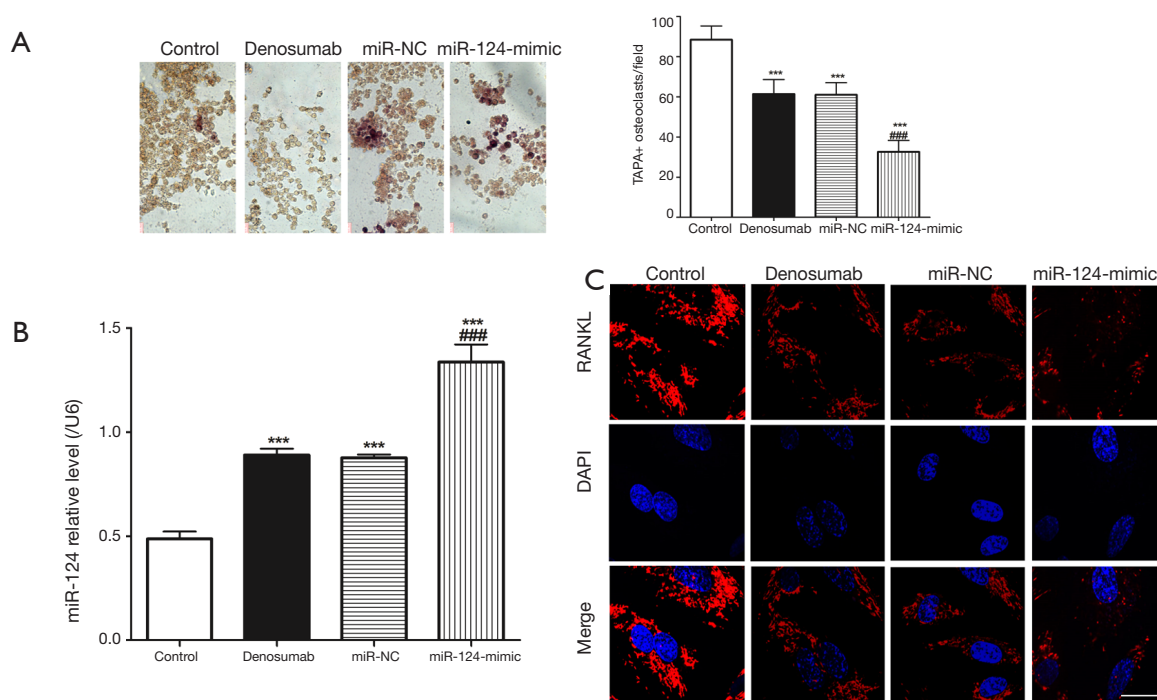 A
Control Denosumab miR-NC miR-124-mimic
TAPA+ osteoclasts/field
100
80
60
40
20
0
***
***
***
###
Control Denosumab miR-NC miR-124-mimic
B
miR-124 relative level (/U6)
1.5
1.0
0.5
0.0
***
***
***
###
Control Denosumab miR-NC miR-124-mimic
C
Control Denosumab miR-NC miR-124-mimic
RANKL
DAPI
Merge